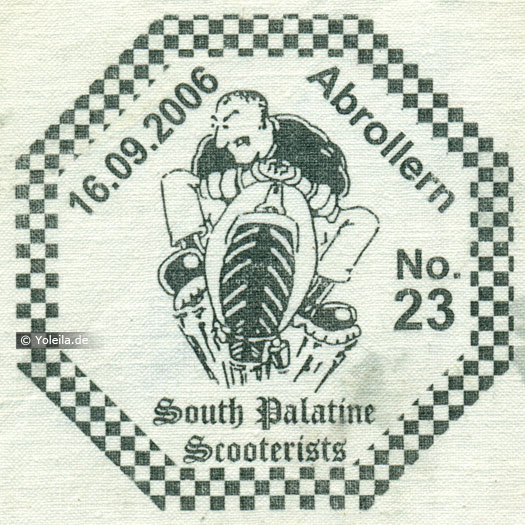 16.09.2006
Abrollern
No.
23
© Yoleila.de
South Palatine
Scooterists